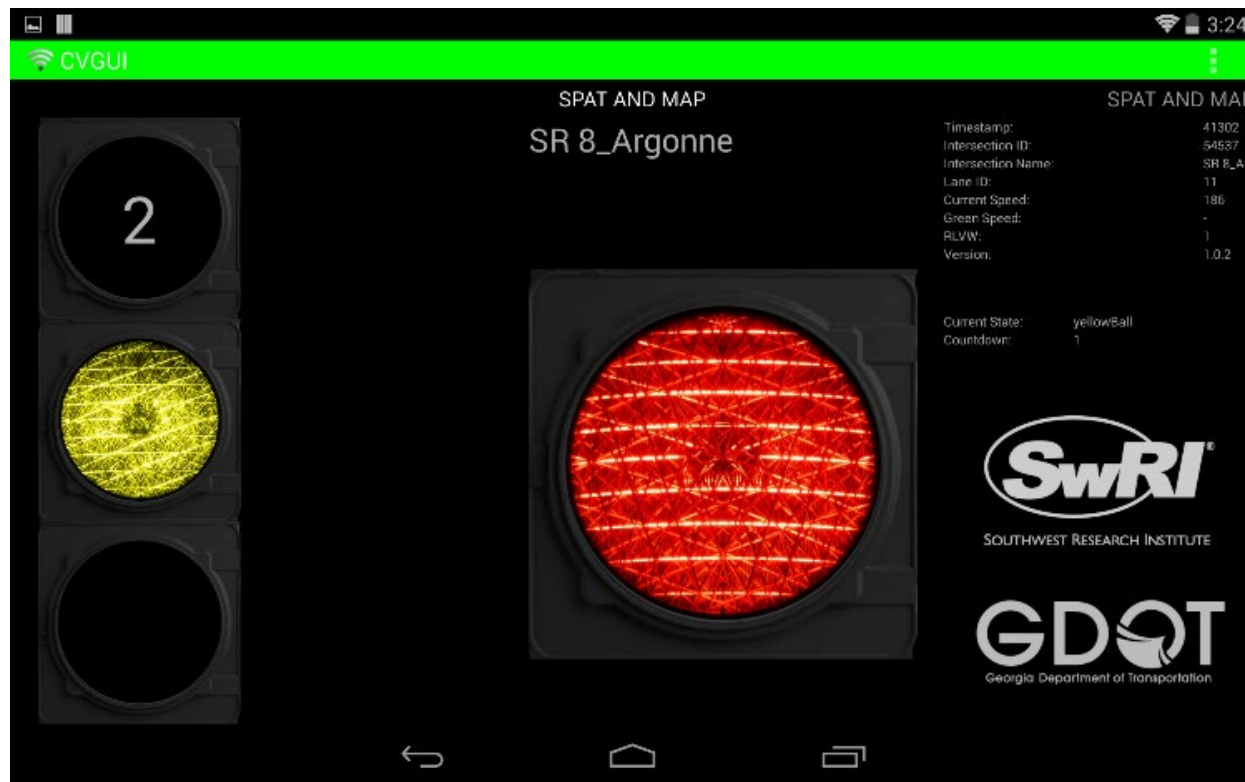 3:24
CVGUI
SPAT AND MAP
SPAT AND MAP
SR 8_Argonne
2
Timestamp: 41302
Intersection ID: 54537
Intersection Name: SR 8_A
Lane ID: 11
Current Speed: 186
Green Speed: -
RLVW: 1
Version: 1.0.2
Current State: yellowBall
Countdown: 1
SwRI®
SOUTHWEST RESEARCH INSTITUTE
GDOT
Georgia Department of Transportation